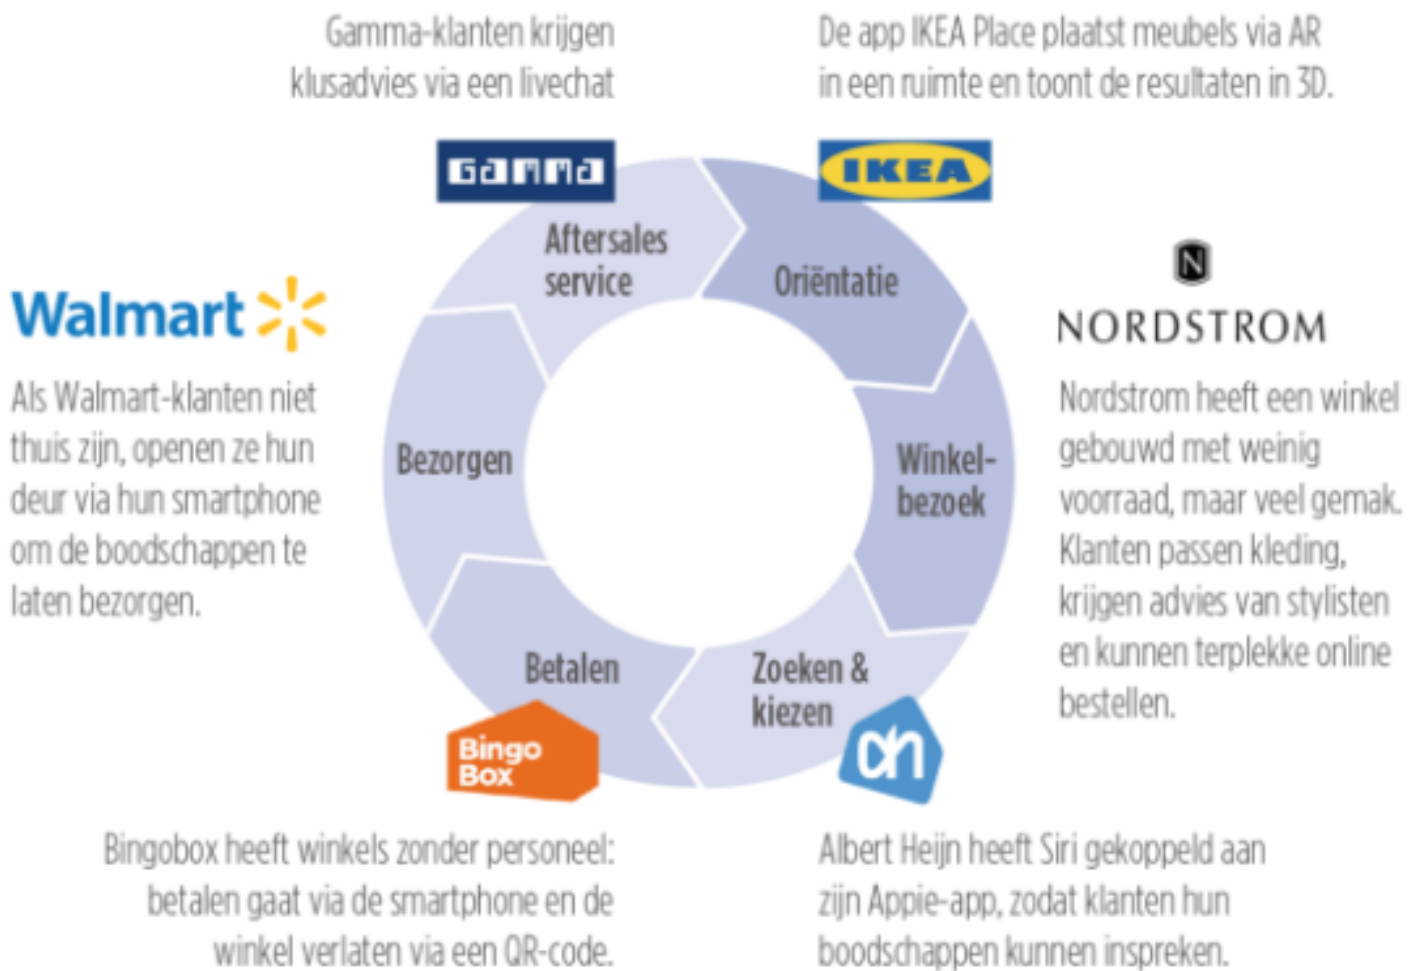 Gamma-klanten krijgen
klusadvies via een livechat
De app IKEA Place plaatst meubels via AR
in een ruimte en toont de resultaten in 3D.
GAMMA
IKEA
Aftersales
service
Oriëntatie
N
NORDSTROM
Nordstrom heeft een winkel
gebouwd met weinig
voorraad, maar veel gemak.
Klanten passen kleding,
krijgen advies van stylisten
en kunnen terplekke online
bestellen.
Walmart
Als Walmart-klanten niet
thuis zijn, openen ze hun
deur via hun smartphone
om de boodschappen te
laten bezorgen.
Bezorgen
Winkel-
bezoek
Betalen
Zoeken &
kiezen
Bingo
Box
ah
Bingobox heeft winkels zonder personeel:
betalen gaat via de smartphone en de
winkel verlaten via een QR-code.
Albert Heijn heeft Siri gekoppeld aan
zijn Appie-app, zodat klanten hun
boodschappen kunnen inspreken.